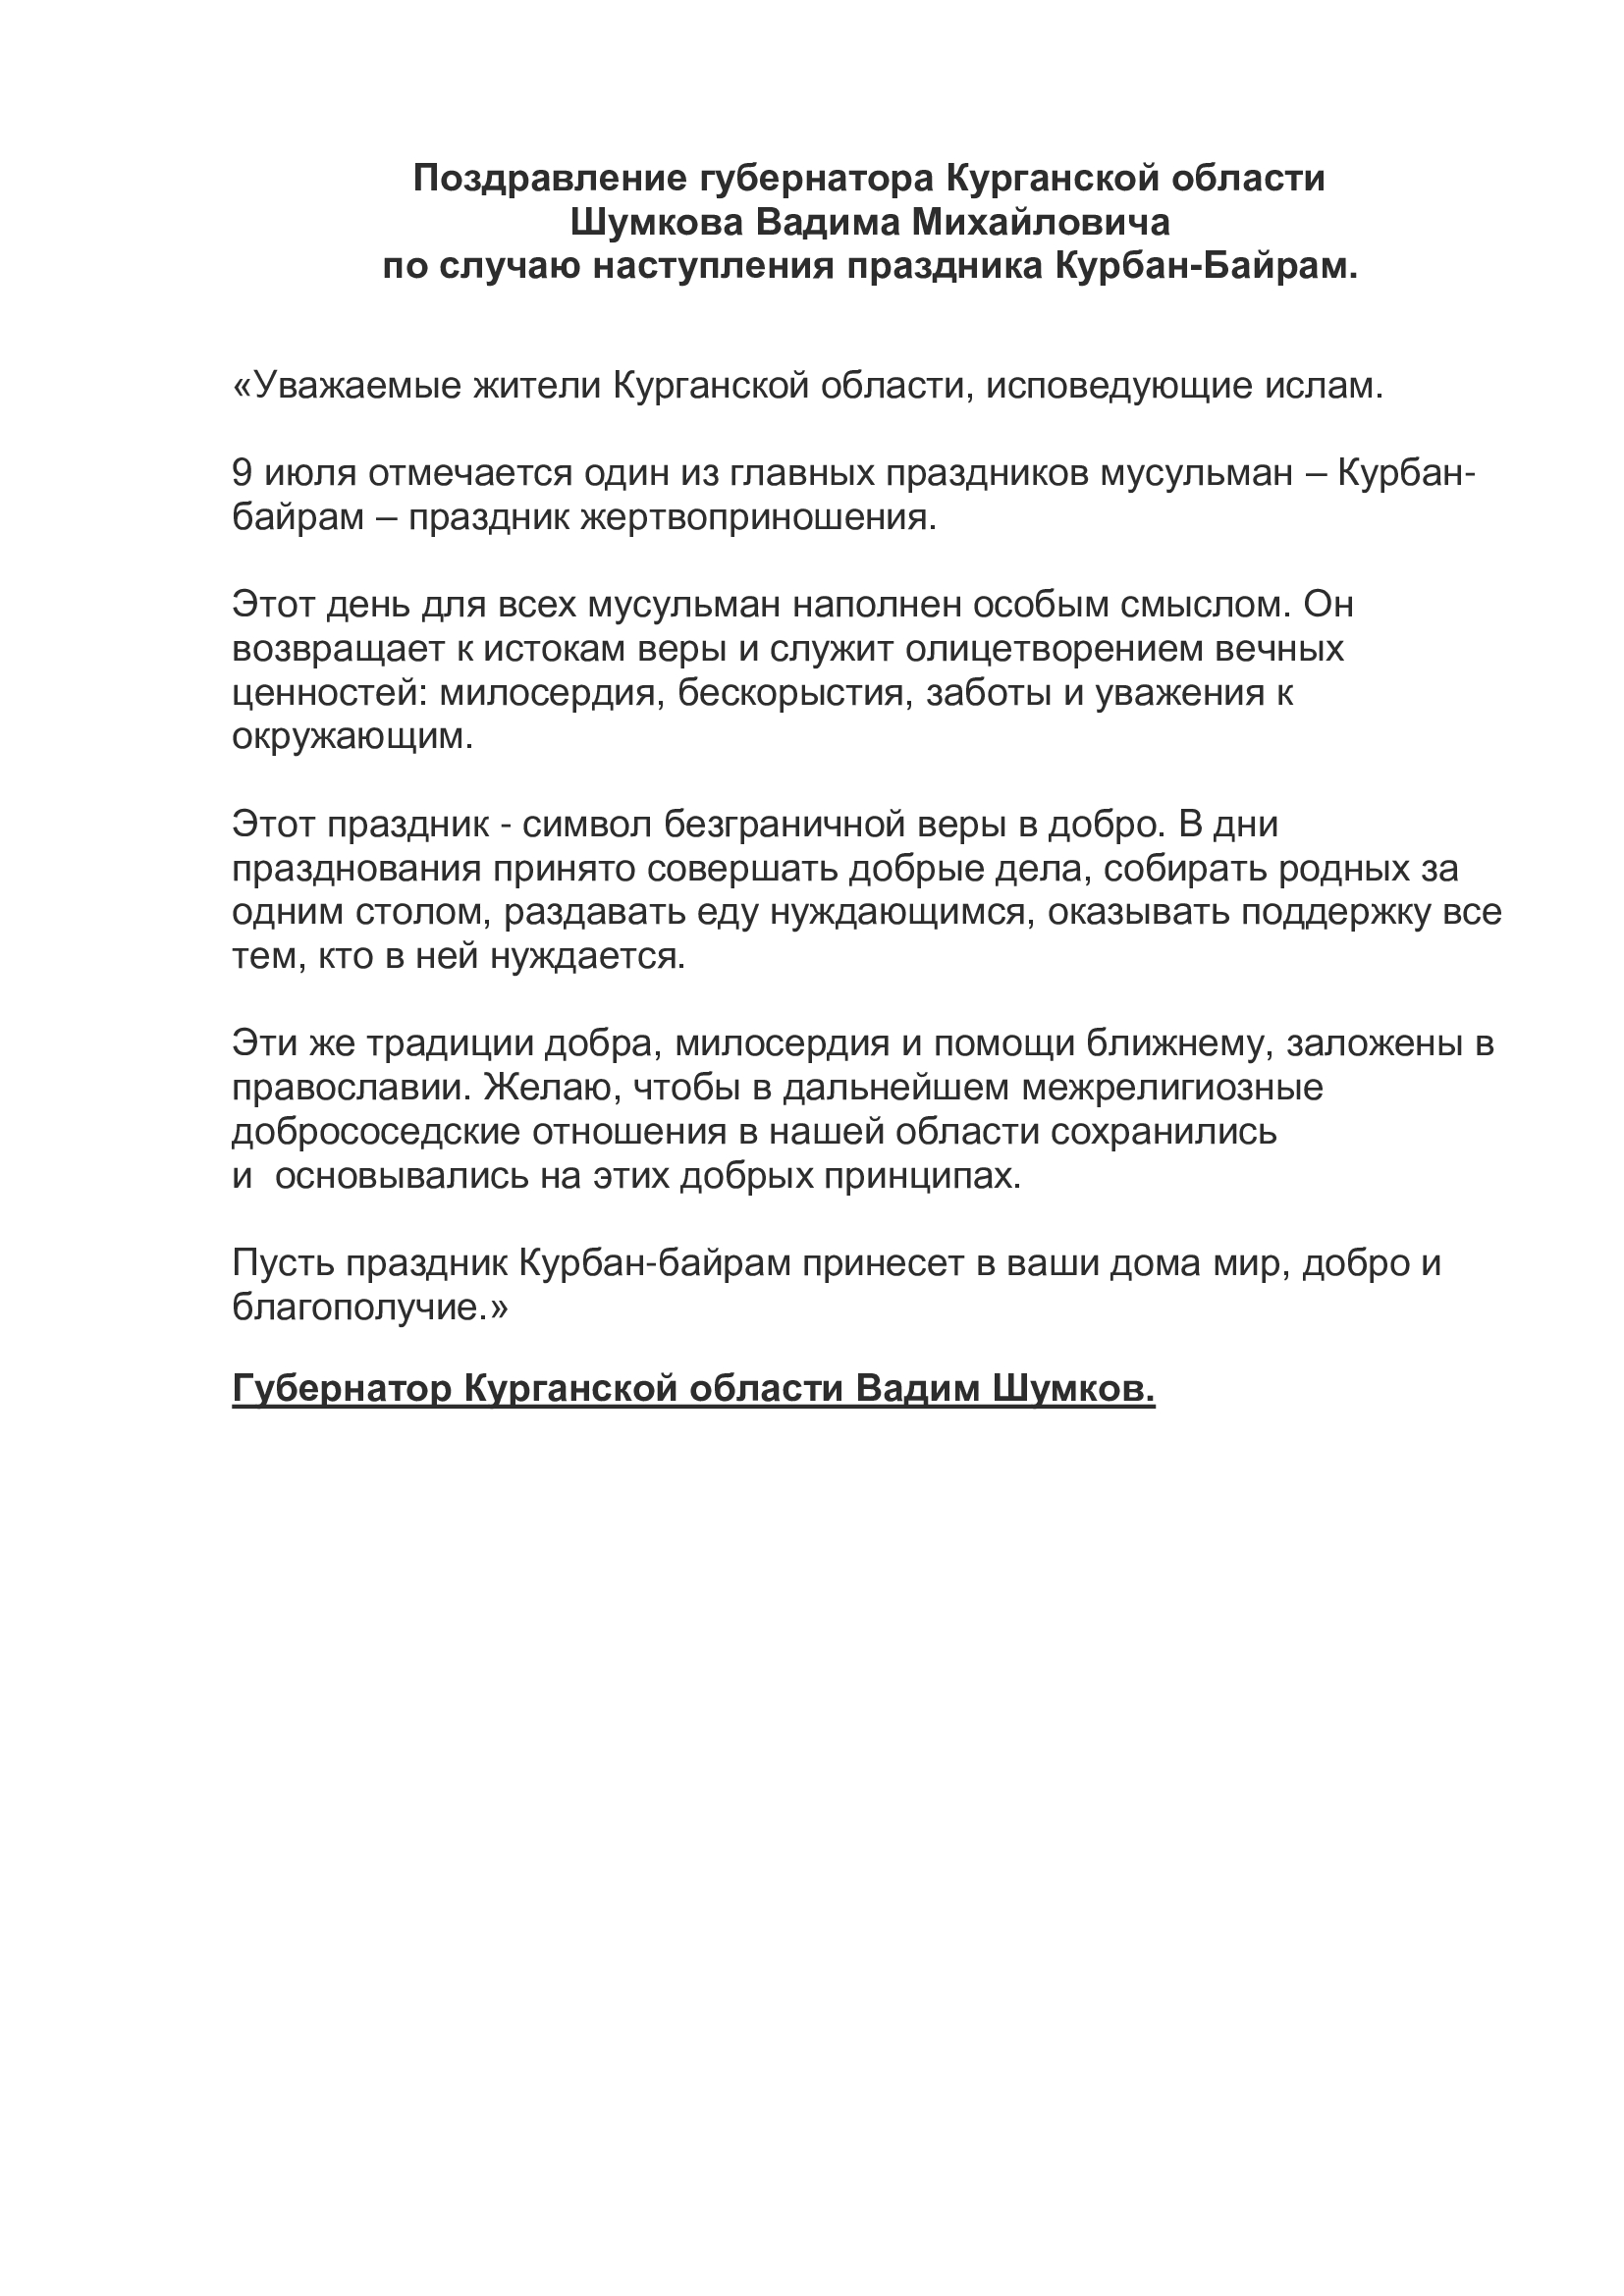 Поздравление губернатора Курганской области
Шумкова Вадима Михайловича
по случаю наступления праздника Курбан-Байрам.
«Уважаемые жители Курганской области, исповедующие ислам.
9 июля отмечается один из главных праздников мусульман – Курбан-
байрам – праздник жертвоприношения.
Этот день для всех мусульман наполнен особым смыслом. Он
возвращает к истокам веры и служит олицетворением вечных
ценностей: милосердия, бескорыстия, заботы и уважения к
окружающим.
Этот праздник - символ безграничной веры в добро. В дни
празднования принято совершать добрые дела, собирать родных за
одним столом, раздавать еду нуждающимся, оказывать поддержку все
тем, кто в ней нуждается.
Эти же традиции добра, милосердия и помощи ближнему, заложены в
православии. Желаю, чтобы в дальнейшем межрелигиозные
добрососедские отношения в нашей области сохранились
и  основывались на этих добрых принципах.
Пусть праздник Курбан-байрам принесет в ваши дома мир, добро и
благополучие.»
Губернатор Курганской области Вадим Шумков.